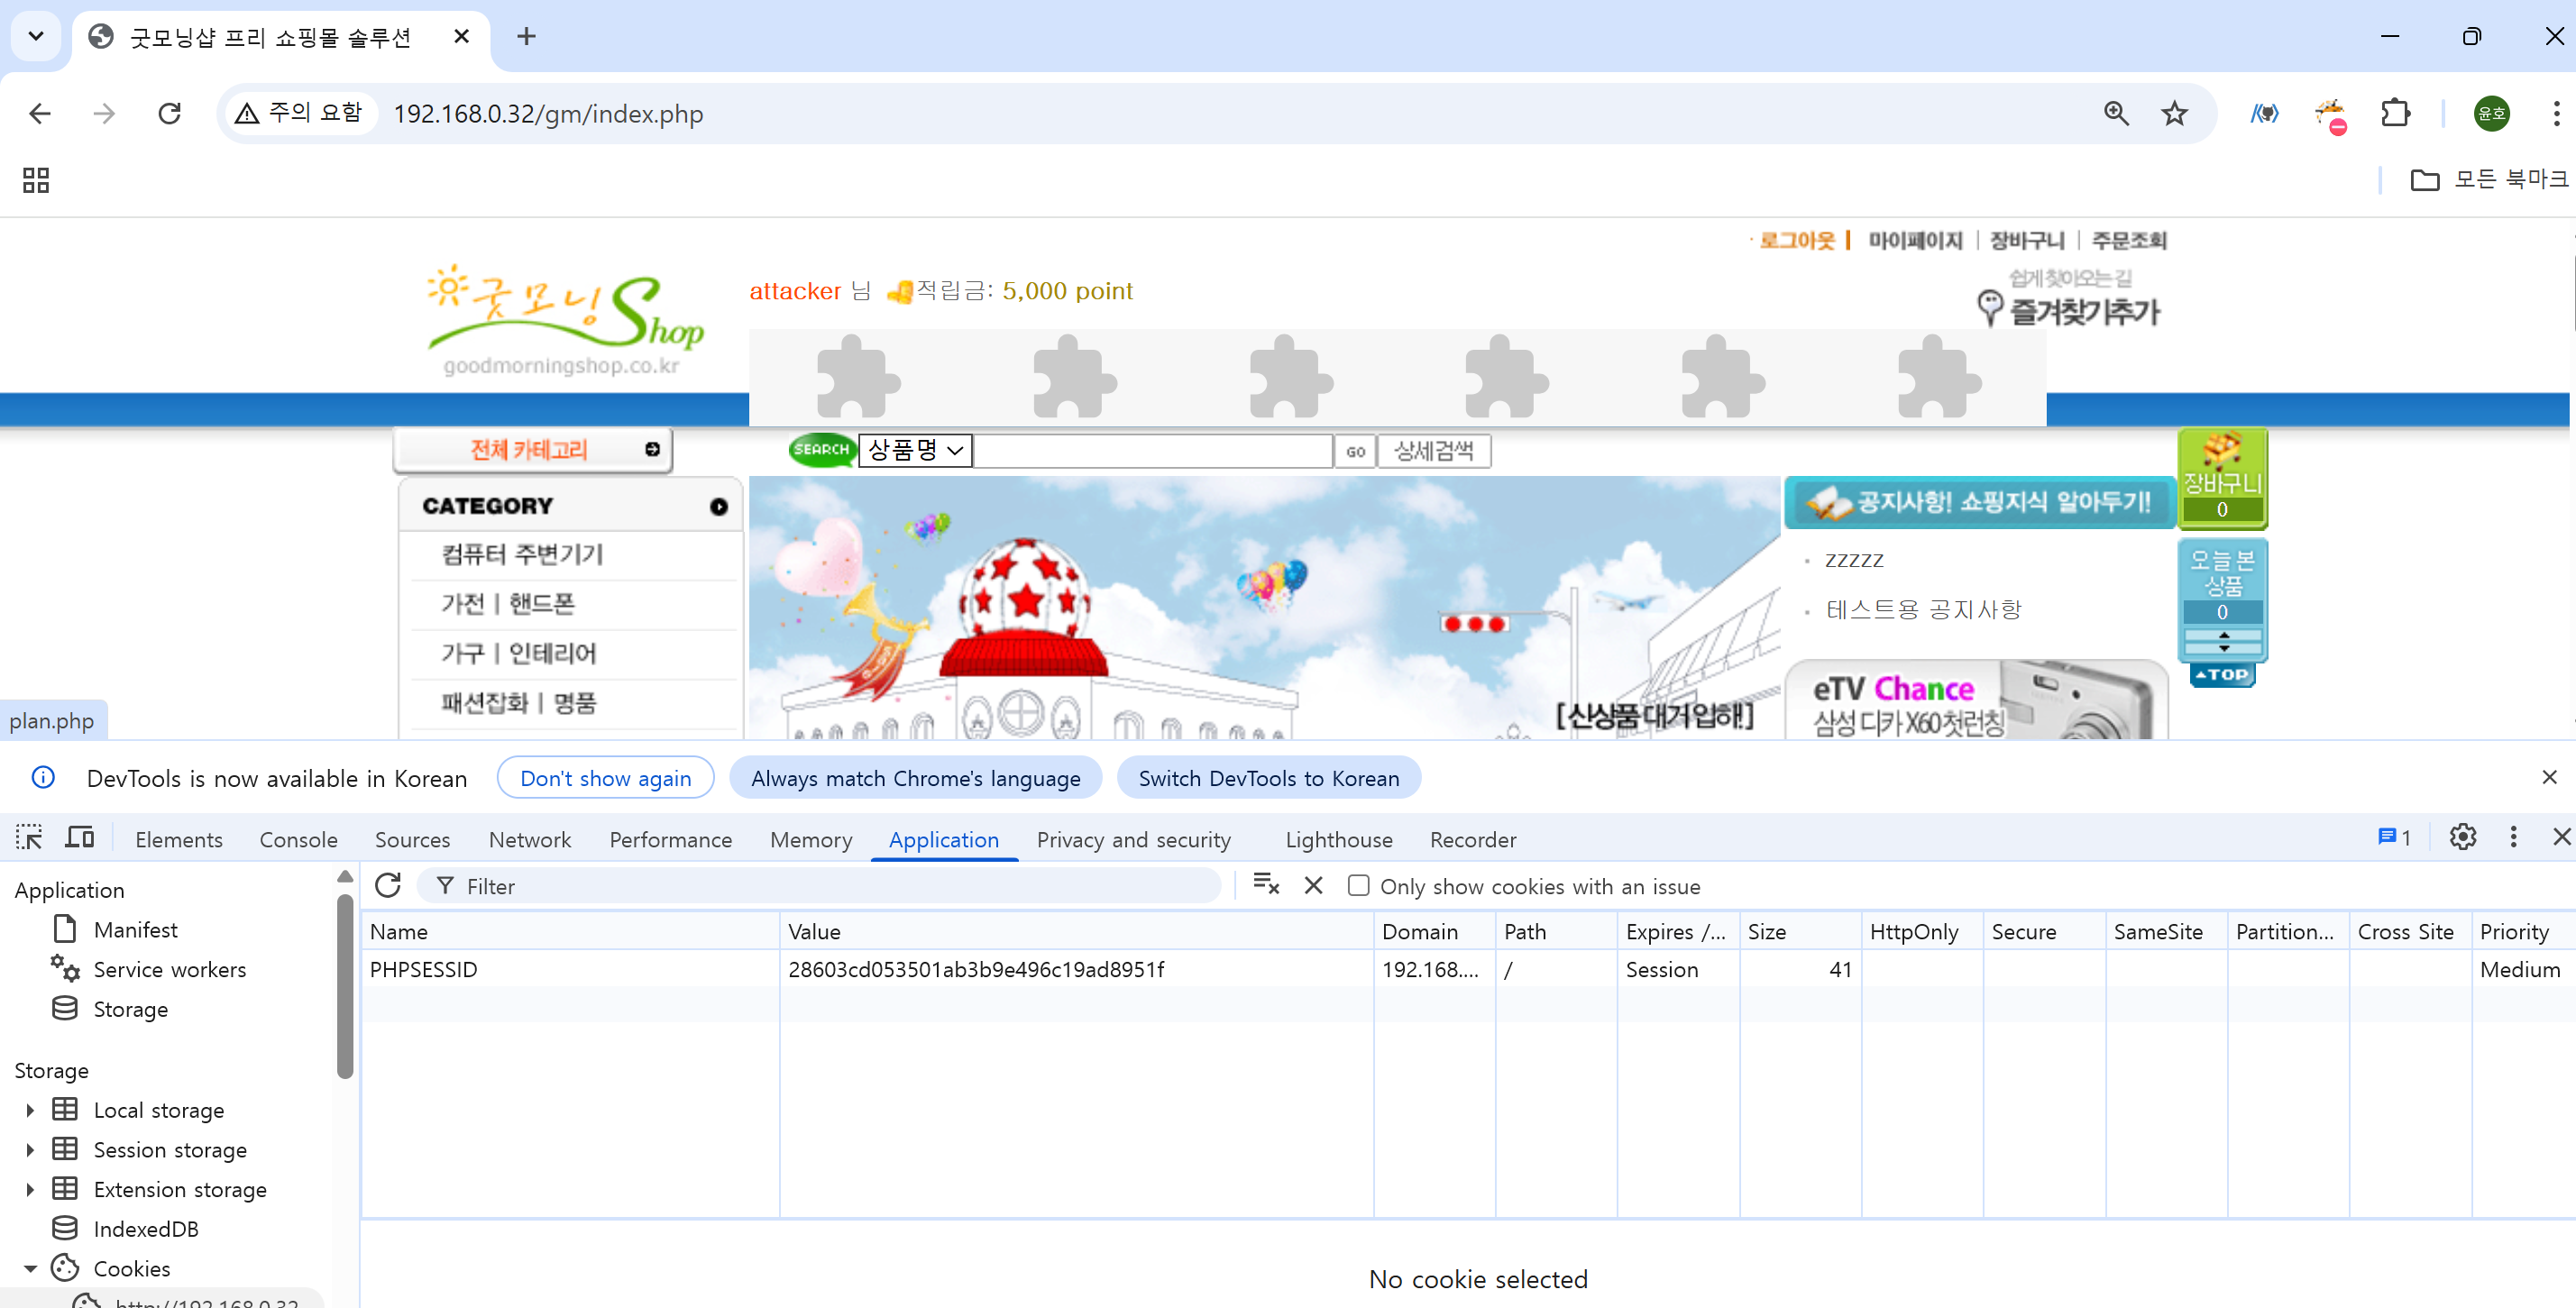 굿모닝샵 프리 쇼핑몰 솔루션
주의 요함 192.168.0.32/gm/index.php
윤호
모든 북마크
· 로그아웃 | 마이페이지 | 장바구니 | 주문조회
쉽게 찾아오는길
즐겨찾기추가
굿모닝 Shop
goodmorningshop.co.kr
attacker 님 적립금: 5,000 point
전체 카테고리
SEARCH 상품명 GO 상세검색
장바구니
0
CATEGORY
컴퓨터 주변기기
가전 | 핸드폰
가구 | 인테리어
패션잡화 | 명품
[신상품 대거 입하!]
공지사항! 쇼핑지식 알아두기!
zzzzz
테스트용 공지사항
오늘 본
상품
0
TOP
eTV Chance
삼성 디카 X60 첫런칭
plan.php
DevTools is now available in Korean Don't show again Always match Chrome's language Switch DevTools to Korean
Elements Console Sources Network Performance Memory Application Privacy and security Lighthouse Recorder 1
Application
Manifest
Service workers
Storage
Storage
Local storage
Session storage
Extension storage
IndexedDB
Cookies
http://192.168.0.32
Filter Only show cookies with an issue
Name Value Domain Path Expires /... Size HttpOnly Secure SameSite Partition... Cross Site Priority
PHPSESSID 28603cd053501ab3b9e496c19ad8951f 192.168.... / Session 41 Medium
No cookie selected